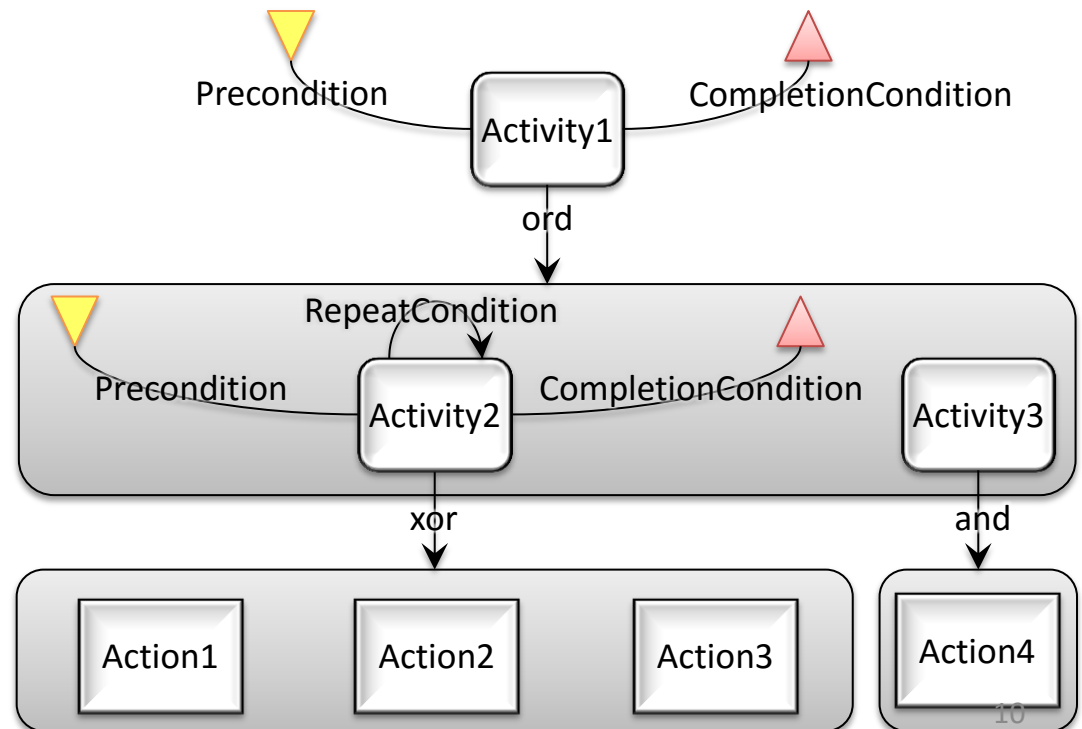 Precondition
CompletionCondition
Activity1
ord
RepeatCondition
Precondition
CompletionCondition
Activity2
Activity3
xor
and
Action1
Action2
Action3
Action4
10